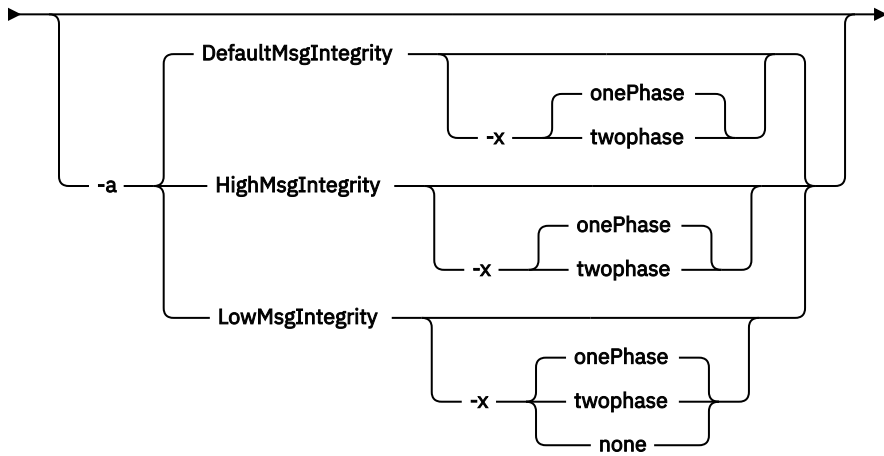 DefaultMsgIntegrity
onePhase
-x twophase
-a HighMsgIntegrity
onePhase
-x twophase
LowMsgIntegrity
onePhase
-x twophase
none